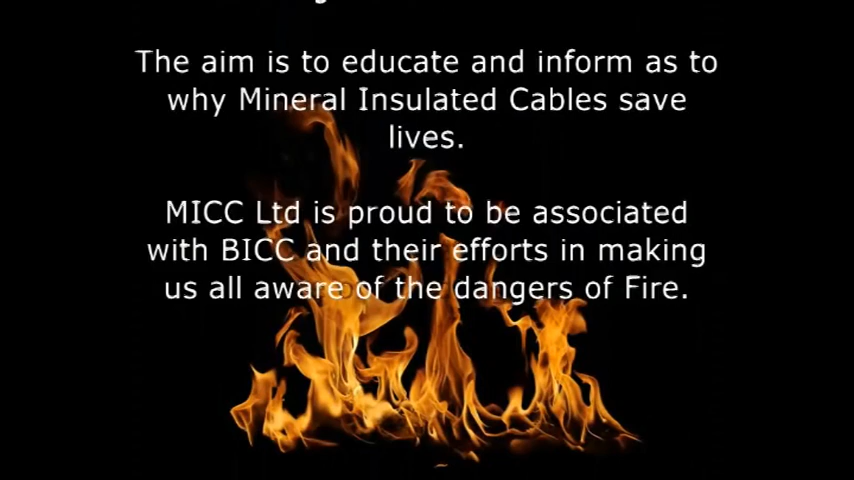 The aim is to educate and inform as to
why Mineral Insulated Cables save
lives.
MICC Ltd is proud to be associated
with BICC and their efforts in making
us all aware of the dangers of Fire.